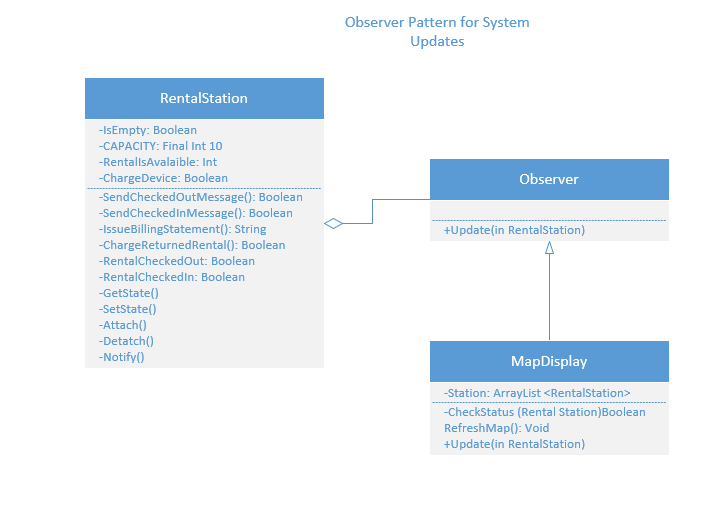 Observer Pattern for System
Updates
RentalStation
-IsEmpty: Boolean
-CAPACITY: Final Int 10
-RentalIsAvalaible: Int
-ChargeDevice: Boolean
-SendCheckedOutMessage(): Boolean
-SendCheckedInMessage(): Boolean
-IssueBillingStatement(): String
-ChargeReturnedRental(): Boolean
-RentalCheckedOut: Boolean
-RentalCheckedIn: Boolean
-GetState()
-SetState()
-Attach()
-Detatch()
-Notify()
Observer
+Update(in RentalStation)
MapDisplay
-Station: ArrayList <RentalStation>
-CheckStatus (Rental Station)Boolean
RefreshMap(): Void
+Update(in RentalStation)